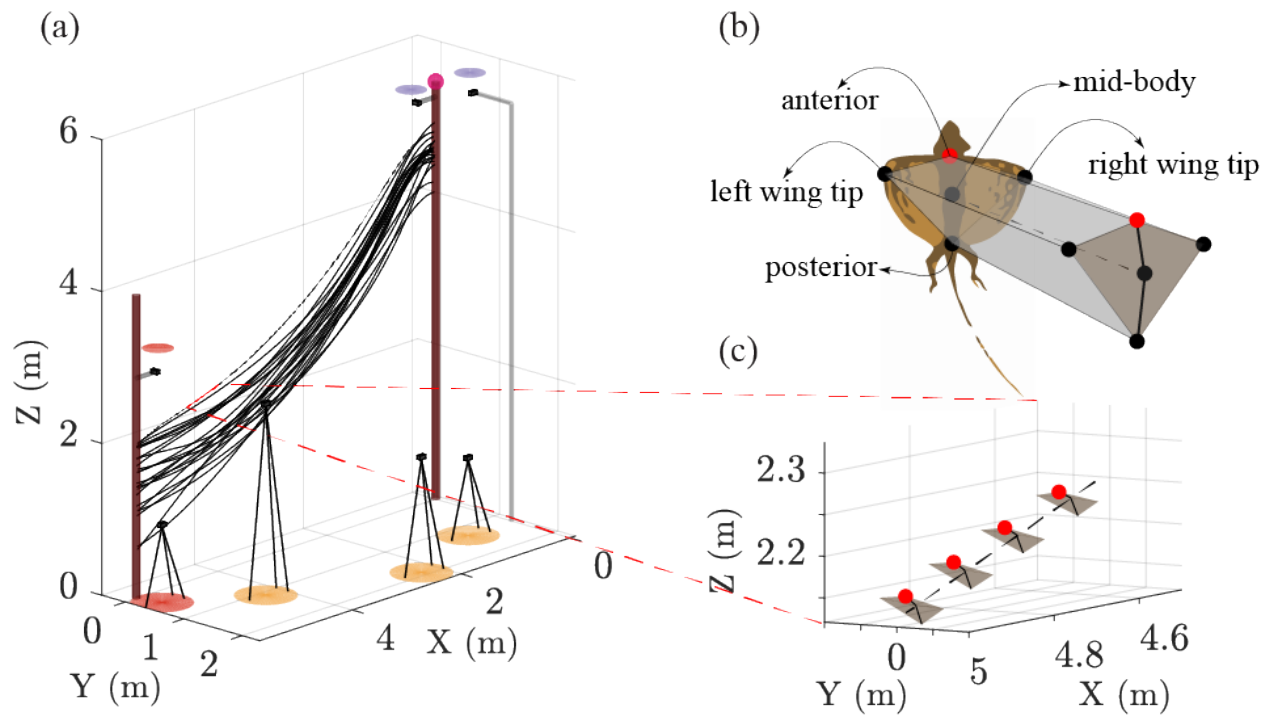 (a)
6
4
2
0
Z (m)
0
1
2
Y (m)
4
2
0
X (m)
(b)
anterior
mid-body
left wing tip
right wing tip
posterior
(c)
2.3
2.2
Z (m)
0
Y (m)
5
4.8
4.6
X (m)